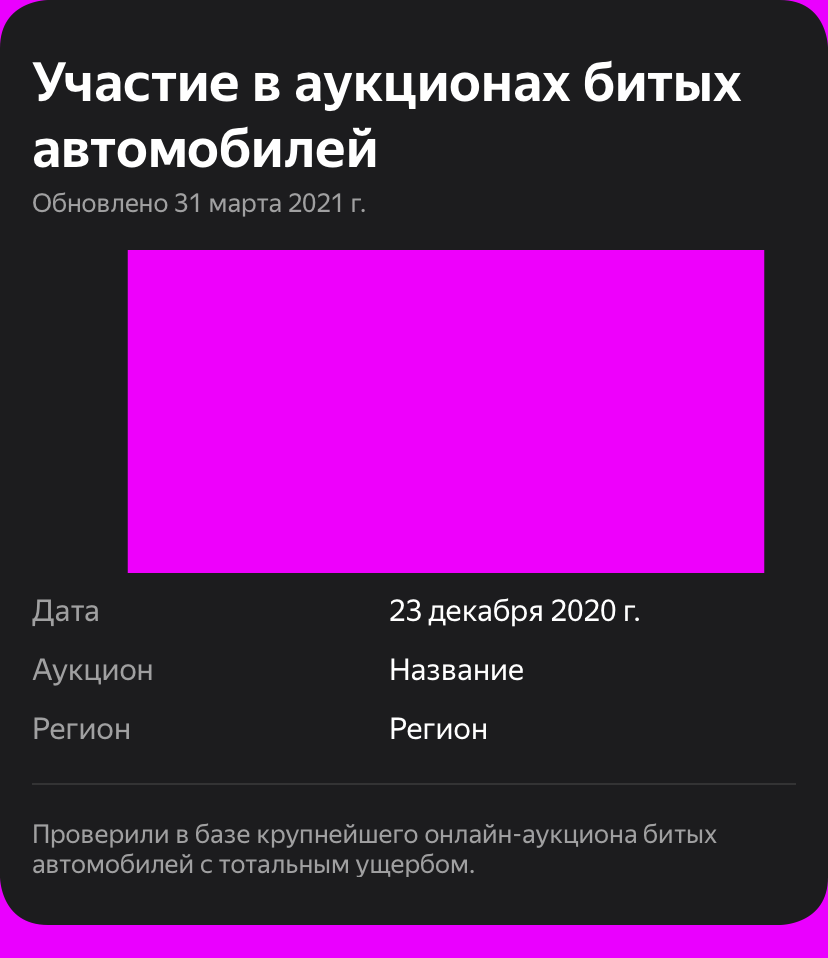 Участие в аукционах битых
автомобилей
Обновлено 31 марта 2021 г.
Дата 23 декабря 2020 г.
Аукцион Название
Регион Регион
Проверили в базе крупнейшего онлайн-аукциона битых
автомобилей с тотальным ущербом.